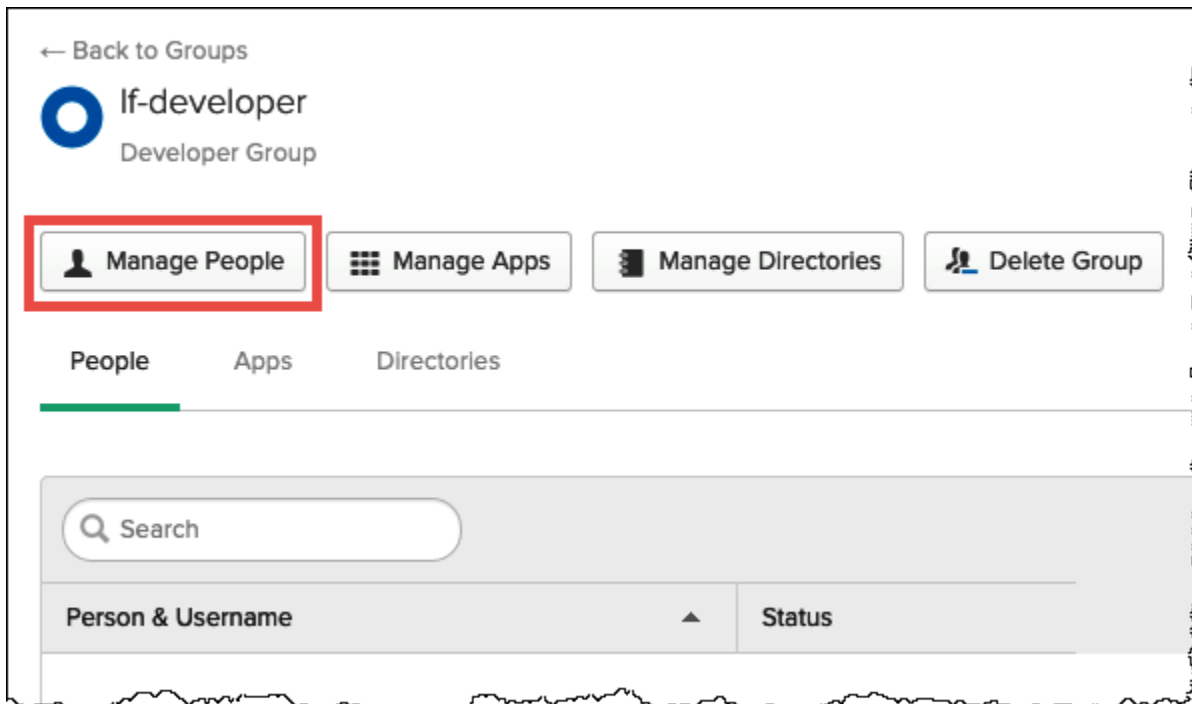 ← Back to Groups
lf-developer
Developer Group
Manage People Manage Apps Manage Directories Delete Group
People Apps Directories
Search
Person & Username Status